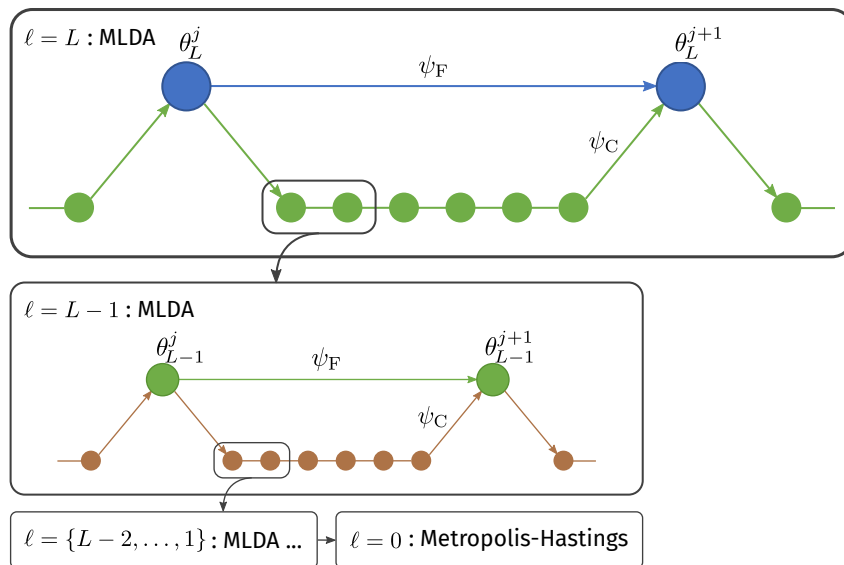 ℓ = L : MLDA
θ_L^j
θ_L^{j+1}
ψ_F
ψ_C
ℓ = L − 1 : MLDA
θ_{L−1}^j
θ_{L−1}^{j+1}
ψ_F
ψ_C
ℓ = {L − 2, . . . , 1} : MLDA ...
ℓ = 0 : Metropolis-Hastings